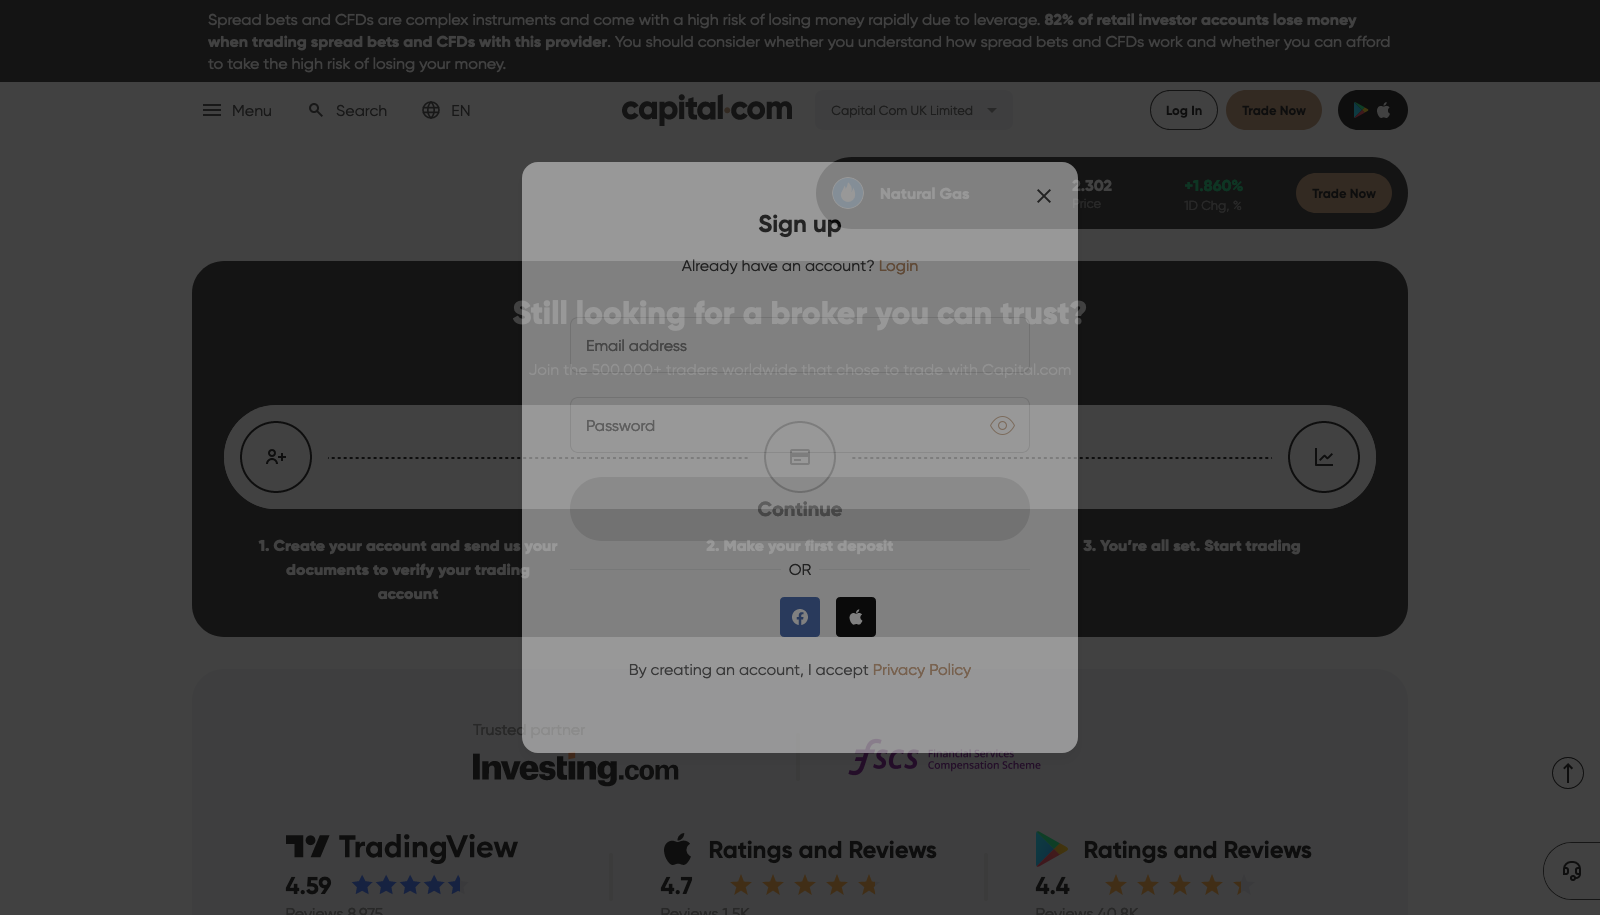 Spread bets and CFDs are complex instruments and come with a high risk of losing money rapidly due to leverage. 82% of retail investor accounts lose money
when trading spread bets and CFDs with this provider. You should consider whether you understand how spread bets and CFDs work and whether you can afford
to take the high risk of losing your money.
Menu
Search
EN
capital.com
Capital Com UK Limited
Log In
Trade Now
Natural Gas
2.302
Price
+1.860%
1D Chg, %
Trade Now
Sign up
Already have an account? Login
Still looking for a broker you can trust?
Email address
Join the 500.000+ traders worldwide that chose to trade with Capital.com
Password
Continue
1. Create your account and send us your
documents to verify your trading
account
2. Make your first deposit
3. You're all set. Start trading
OR
By creating an account, I accept Privacy Policy
Trusted partner
Investing.com
fscs
Financial Services
Compensation Scheme
TradingView
4.59
Reviews 8,975
Ratings and Reviews
4.7
Reviews 1.5K
Ratings and Reviews
4.4
Reviews 40.8K